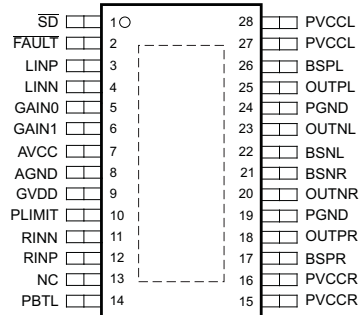 SD 1 28 PVCCL
FAULT 2 27 PVCCL
LINP 3 26 BSPL
LINN 4 25 OUTPL
GAIN0 5 24 PGND
GAIN1 6 23 OUTNL
AVCC 7 22 BSNL
AGND 8 21 BSNR
GVDD 9 20 OUTNR
PLIMIT 10 19 PGND
RINN 11 18 OUTPR
RINP 12 17 BSPR
NC 13 16 PVCCR
PBTL 14 15 PVCCR